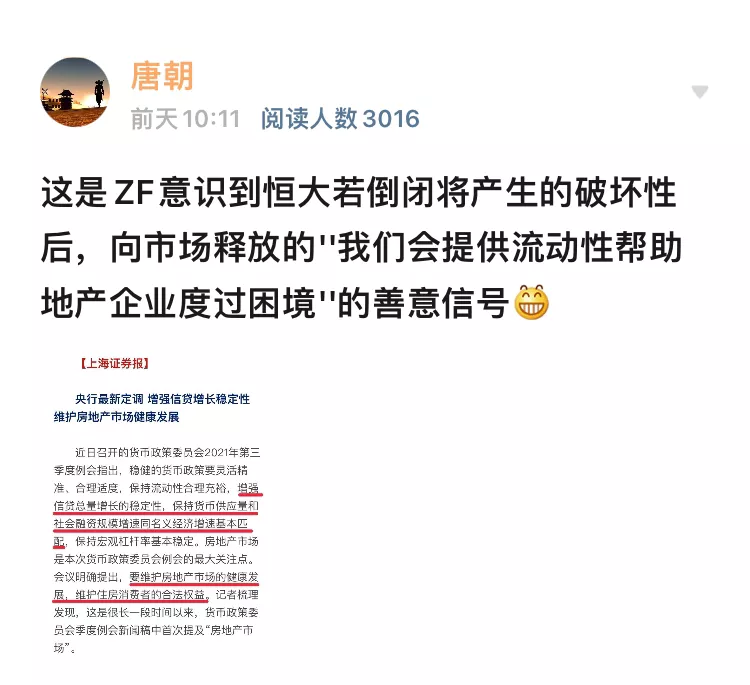 唐朝
前天10:11 阅读人数3016
这是ZF意识到恒大若倒闭将产生的破坏性
后，向市场释放的"我们会提供流动性帮助
地产企业度过困境"的善意信号😁
【上海证券报】
央行最新定调 增强信贷增长稳定性
维护房地产市场健康发展
近日召开的货币政策委员会2021年第三
季度例会指出，稳健的货币政策要灵活精
准、合理适度，保持流动性合理充裕，增强
信贷总量增长的稳定性，保持货币供应量和
社会融资规模增速同名义经济增速基本匹
配，保持宏观杠杆率基本稳定。房地产市场
是本次货币政策委员会例会的最大关注点。
会议明确提出，要维护房地产市场的健康发
展，维护住房消费者的合法权益。记者梳理
发现，这是很长一段时间以来，货币政策委
员会季度例会新闻稿中首次提及“房地产市
场”。